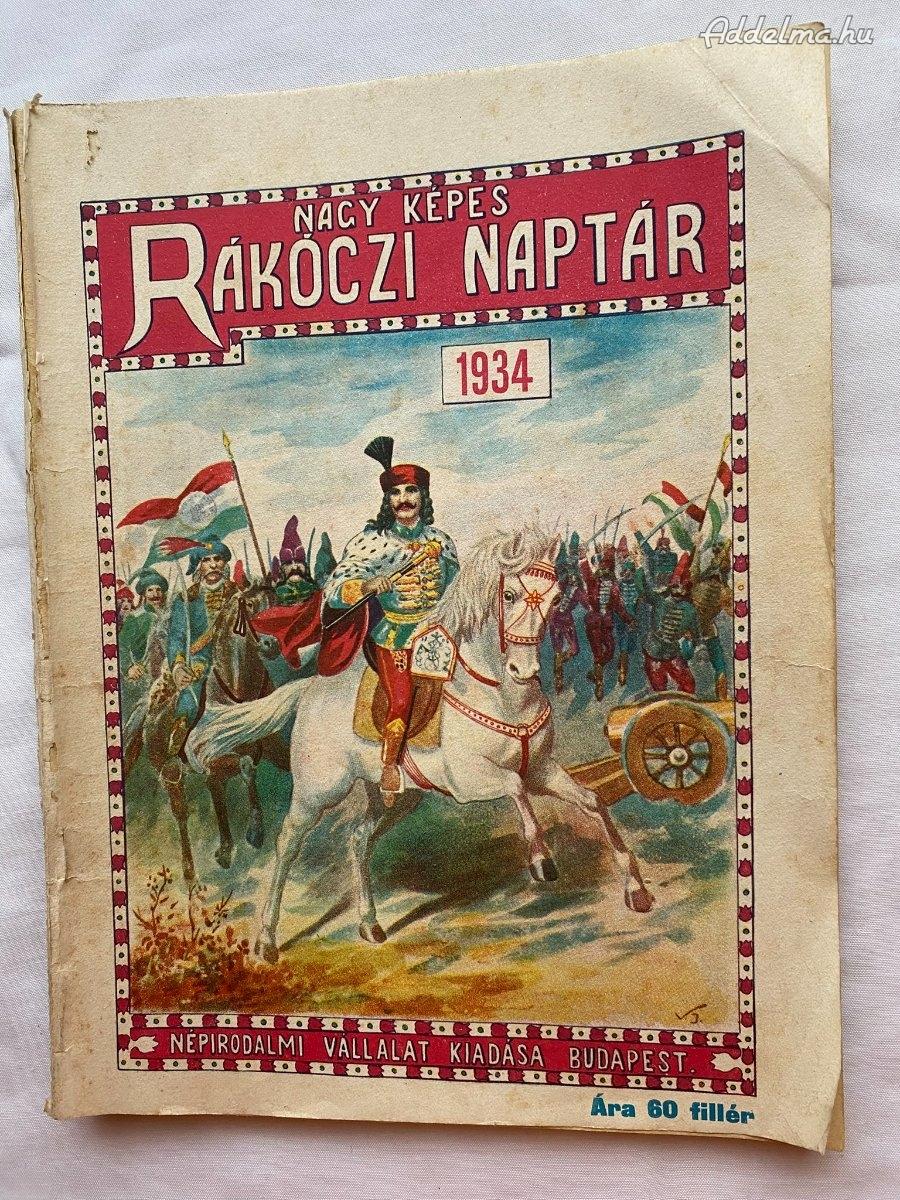 Addelma.hu
NAGY KÉPES
RÁKÓCZI NAPTÁR
1934
NÉPIRODALMI VÁLLALAT KIADÁSA BUDAPEST.
Ára 60 fillér